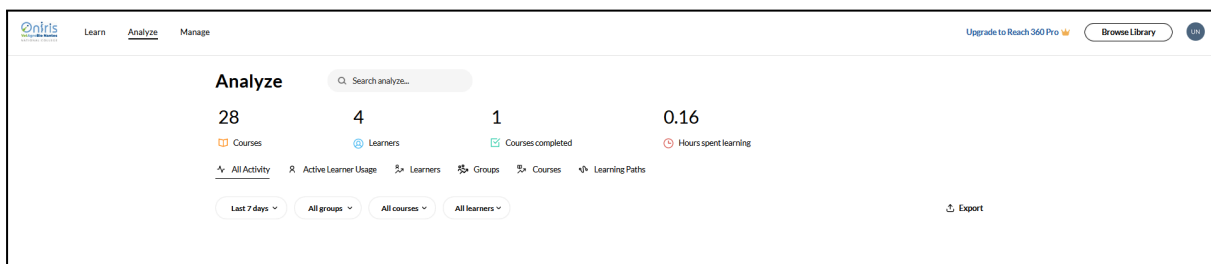 Oniris
VetAgroBio Nantes
Learn Analyze Manage Upgrade to Reach 360 Pro Browse Library UN
Analyze Search analyze...
28 4 1 0.16
Courses Learners Courses completed Hours spent learning
All Activity Active Learner Usage Learners Groups Courses Learning Paths
Last 7 days All groups All courses All learners Export